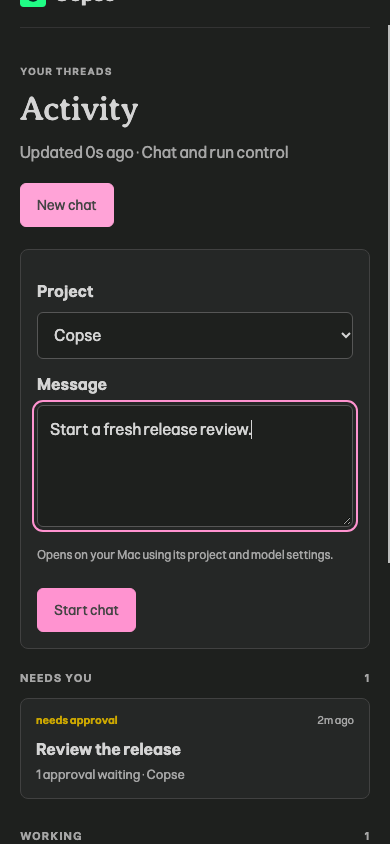 YOUR THREADS
Activity
Updated 0s ago · Chat and run control
New chat
Project
Copse
Message
Start a fresh release review.
Opens on your Mac using its project and model settings.
Start chat
NEEDS YOU 1
needs approval 2m ago
Review the release
1 approval waiting · Copse
WORKING 1